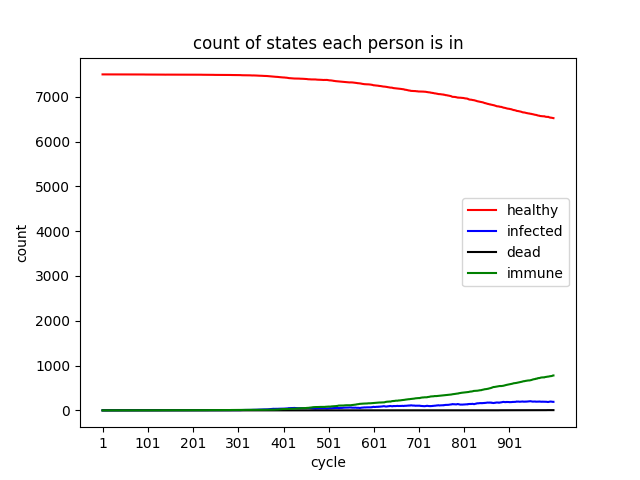 count of states each person is in
7000
6000
5000
4000
3000
2000
1000
0
count
healthy
infected
dead
immune
1 101 201 301 401 501 601 701 801 901
cycle